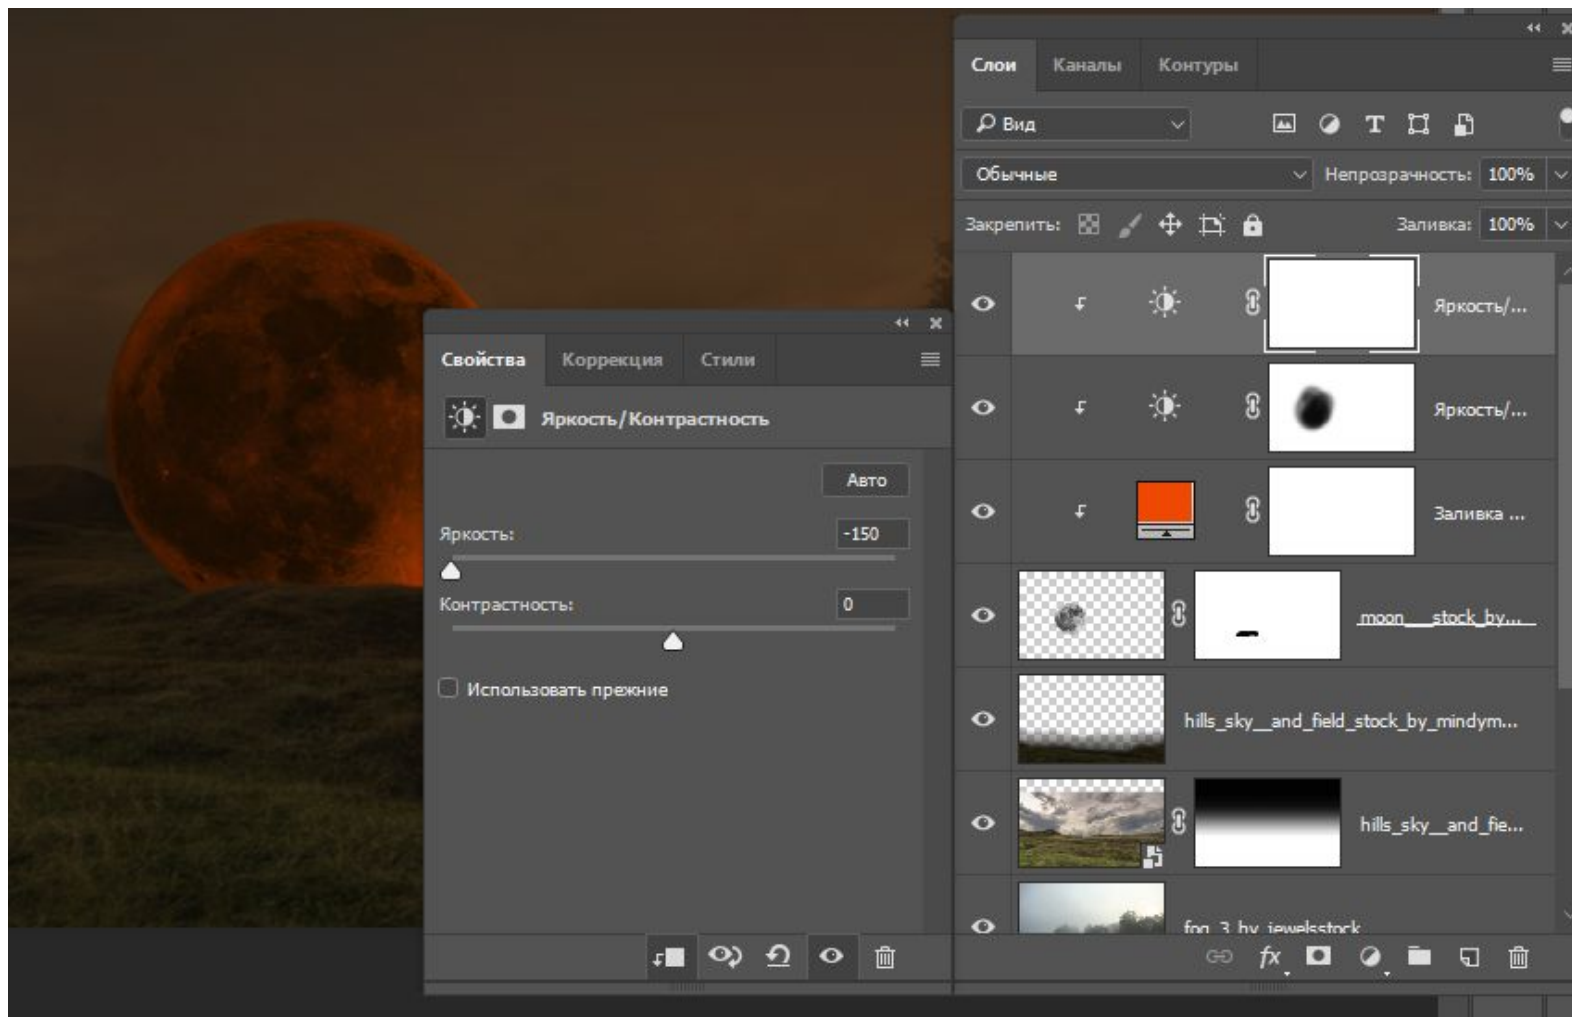 Слои Каналы Контуры
Вид
Обычные Непрозрачность: 100%
Закрепить: Заливка: 100%
Яркость/...
Яркость/...
Заливка ...
moon___stock_by...
hills_sky__and_field_stock_by_mindym...
hills_sky__and_fie...
fog_3_by_jewelsstock
fx
Свойства Коррекция Стили
Яркость/Контрастность
Авто
Яркость: -150
Контрастность: 0
Использовать прежние